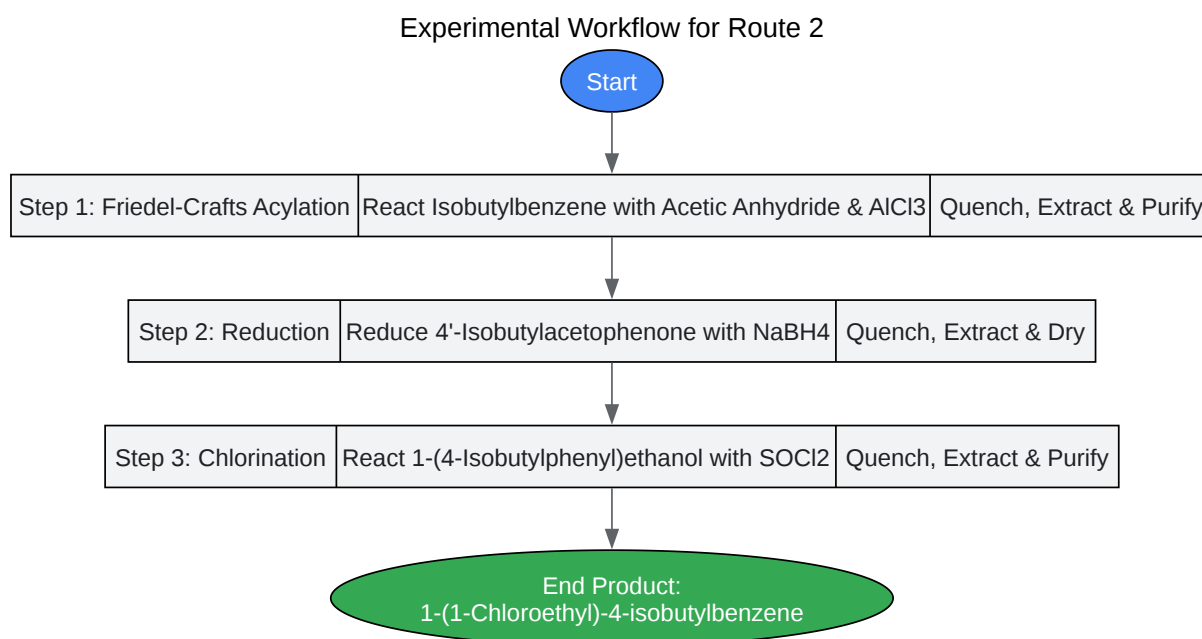 Experimental Workflow for Route 2
Start
Step 1: Friedel-Crafts Acylation
React Isobutylbenzene with Acetic Anhydride & AlCl3
Quench, Extract & Purify
Step 2: Reduction
Reduce 4'-Isobutylacetophenone with NaBH4
Quench, Extract & Dry
Step 3: Chlorination
React 1-(4-Isobutylphenyl)ethanol with SOCl2
Quench, Extract & Purify
End Product:
1-(1-Chloroethyl)-4-isobutylbenzene